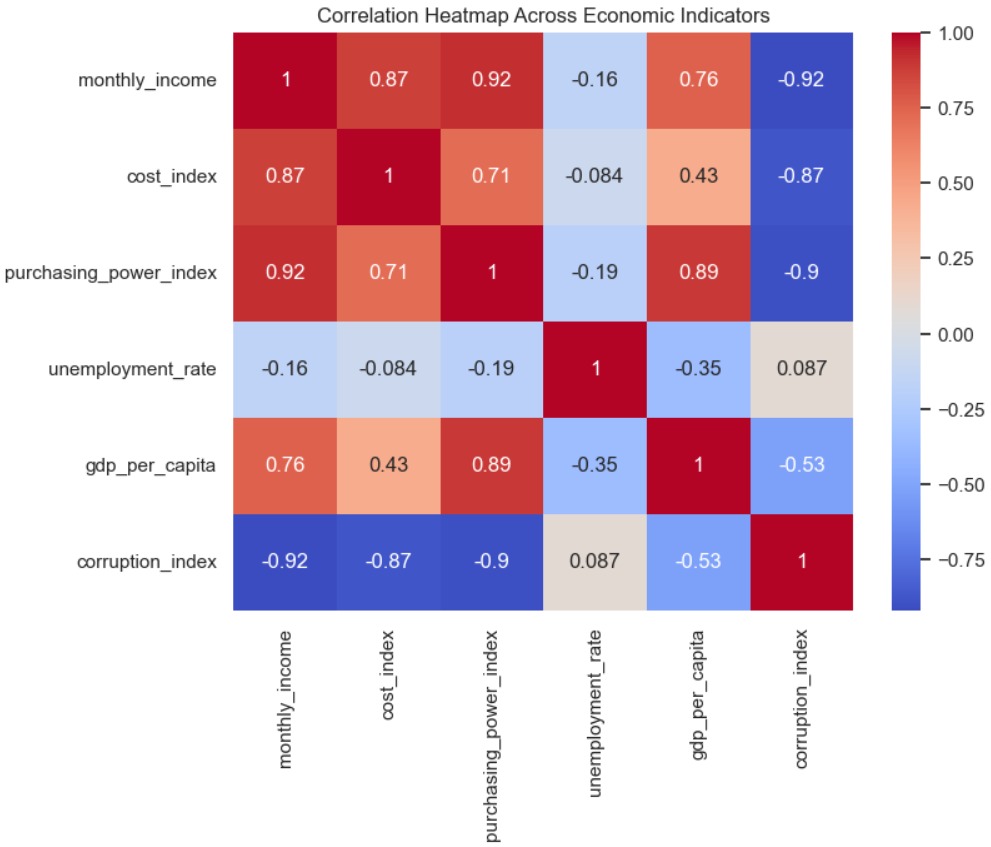 Correlation Heatmap Across Economic Indicators
monthly_income 1 0.87 0.92 -0.16 0.76 -0.92
cost_index 0.87 1 0.71 -0.084 0.43 -0.87
purchasing_power_index 0.92 0.71 1 -0.19 0.89 -0.9
unemployment_rate -0.16 -0.084 -0.19 1 -0.35 0.087
gdp_per_capita 0.76 0.43 0.89 -0.35 1 -0.53
corruption_index -0.92 -0.87 -0.9 0.087 -0.53 1
monthly_income
cost_index
purchasing_power_index
unemployment_rate
gdp_per_capita
corruption_index
1.00
0.75
0.50
0.25
0.00
−0.25
−0.50
−0.75